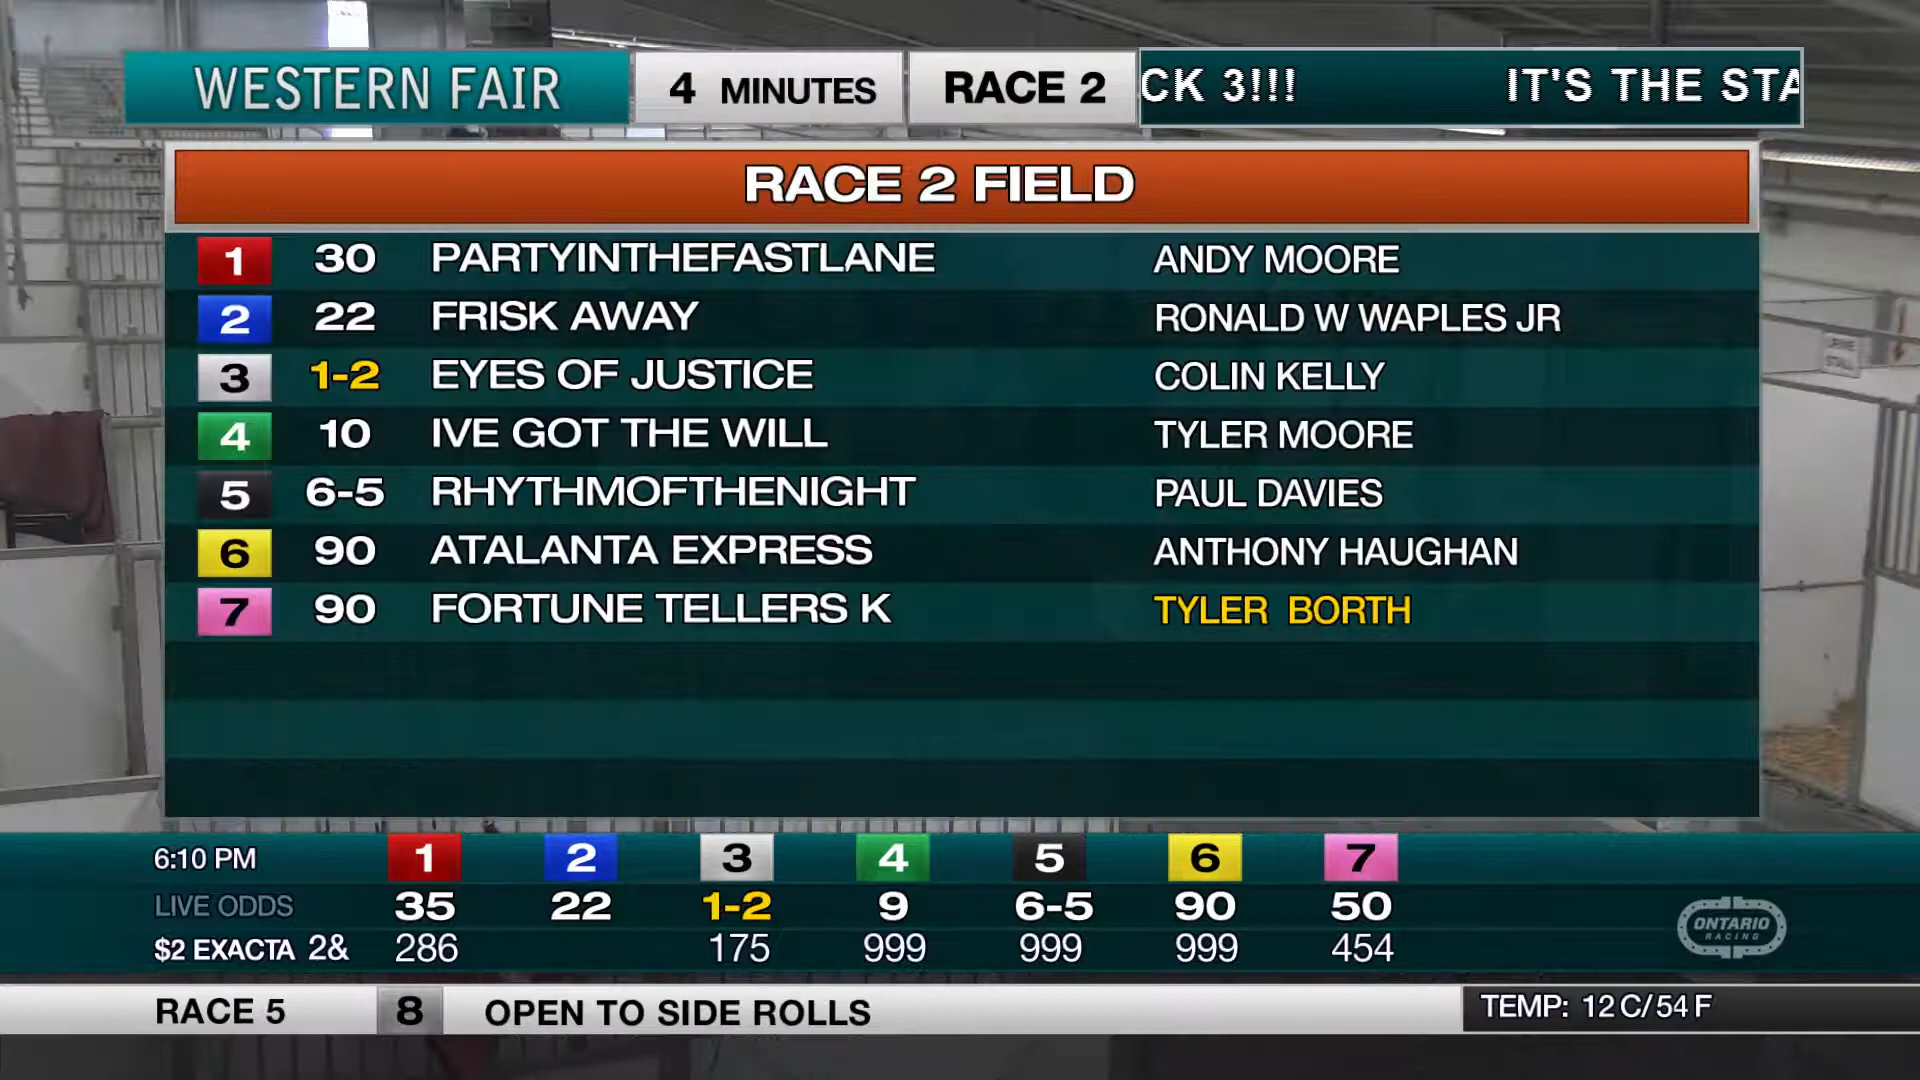 WESTERN FAIR 4 MINUTES RACE 2 CK 3!!! IT'S THE STA
RACE 2 FIELD
1 30 PARTYINTHEFASTLANE ANDY MOORE
2 22 FRISK AWAY RONALD W WAPLES JR
3 1-2 EYES OF JUSTICE COLIN KELLY
4 10 IVE GOT THE WILL TYLER MOORE
5 6-5 RHYTHMOFTHENIGHT PAUL DAVIES
6 90 ATALANTA EXPRESS ANTHONY HAUGHAN
7 90 FORTUNE TELLERS K TYLER BORTH
6:10 PM 1 2 3 4 5 6 7
LIVE ODDS 35 22 1-2 9 6-5 90 50
$2 EXACTA 2& 286 175 999 999 999 454
ONTARIO
RACING
RACE 5 8 OPEN TO SIDE ROLLS TEMP: 12 C/54 F